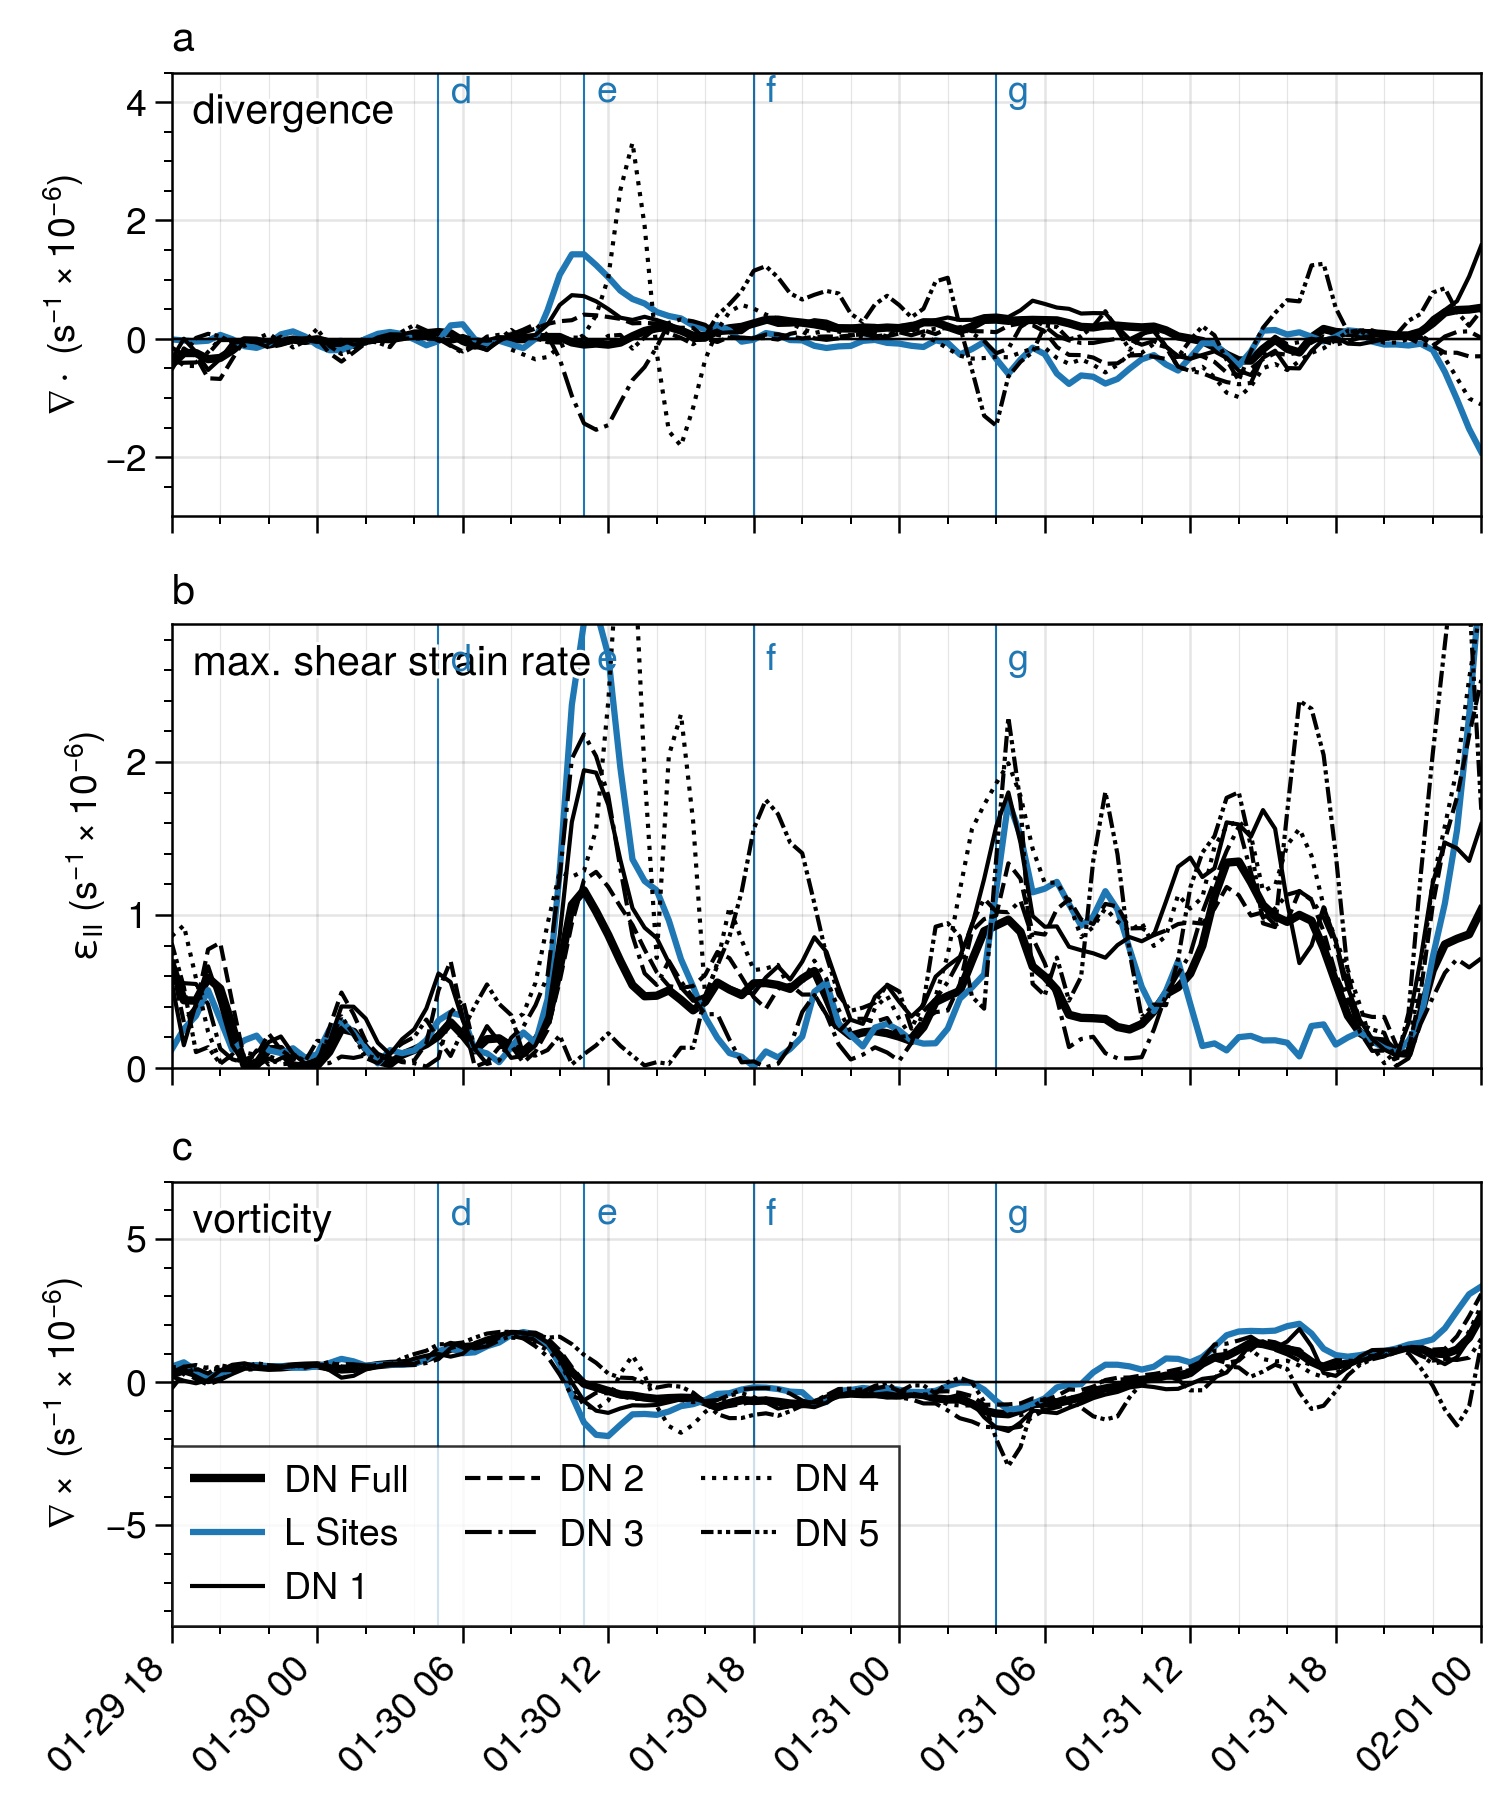 a
divergence
d e f g
4
2
0
−2
∇ · (s⁻¹ × 10⁻⁶)
b
max. shear strain rate
d e f g
2
1
0
εII (s⁻¹ × 10⁻⁶)
c
vorticity
d e f g
5
0
−5
∇ × (s⁻¹ × 10⁻⁶)
DN Full DN 2 DN 4
L Sites DN 3 DN 5
DN 1
01-29 18
01-30 00
01-30 06
01-30 12
01-30 18
01-31 00
01-31 06
01-31 12
01-31 18
02-01 00